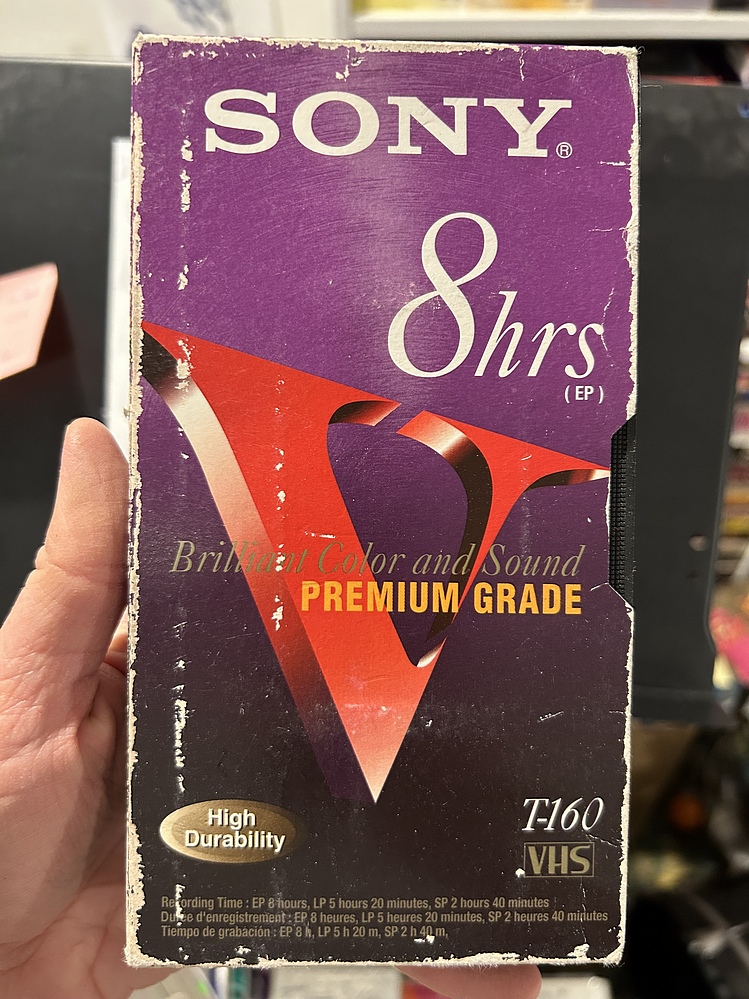 SONY®
8hrs
(EP)
V
Brilliant Color and Sound
PREMIUM GRADE
High
Durability
T-160
VHS
Recording Time : EP 8 hours, LP 5 hours 20 minutes, SP 2 hours 40 minutes
Durée d'enregistrement : EP 8 heures, LP 5 heures 20 minutes, SP 2 heures 40 minutes
Tiempo de grabación : EP 8 h, LP 5 h 20 m, SP 2 h 40 m,